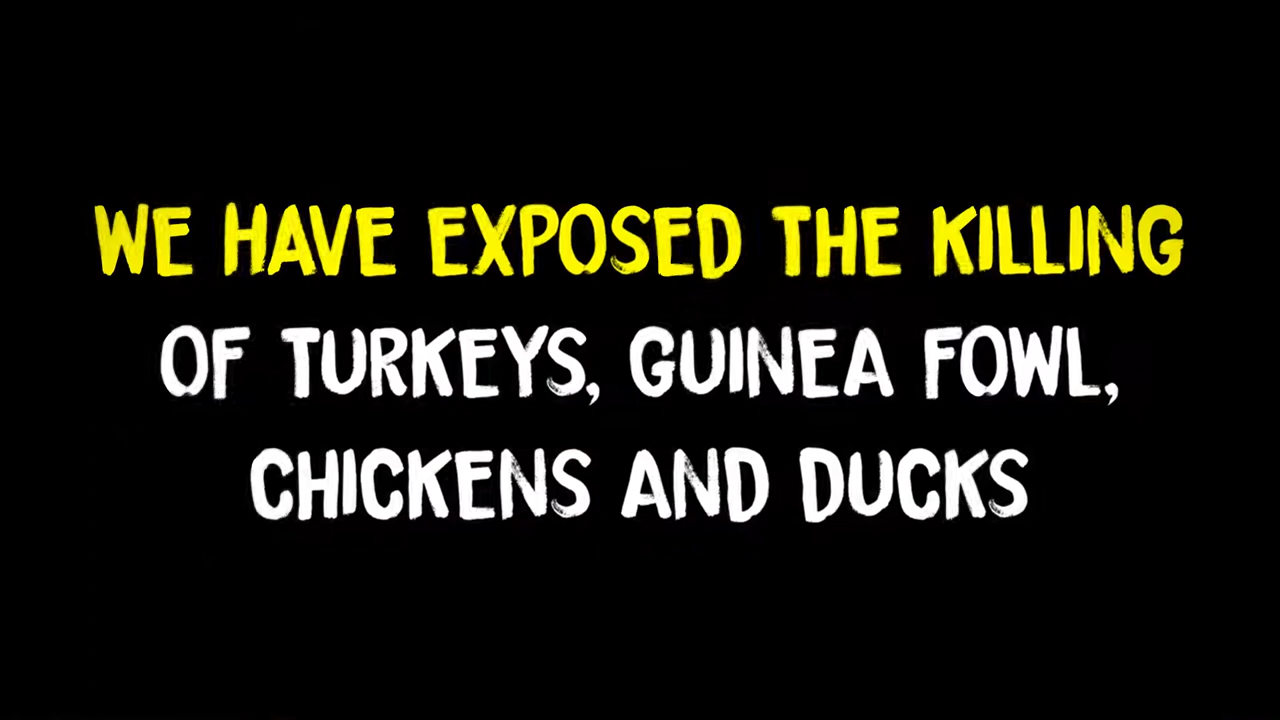 WE HAVE EXPOSED THE KILLING
OF TURKEYS, GUINEA FOWL,
CHICKENS AND DUCKS